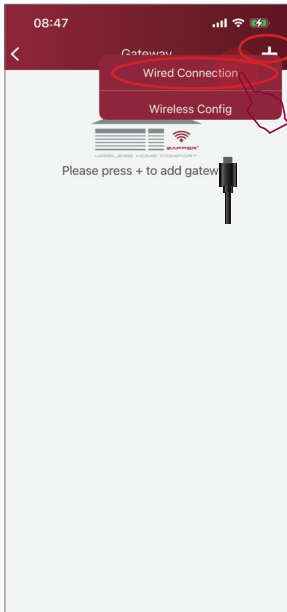 08:47
Gateway
Wired Connection
Wireless Config
ZAPPER®
WIRELESS HOME COMFORT
Please press + to add gatew